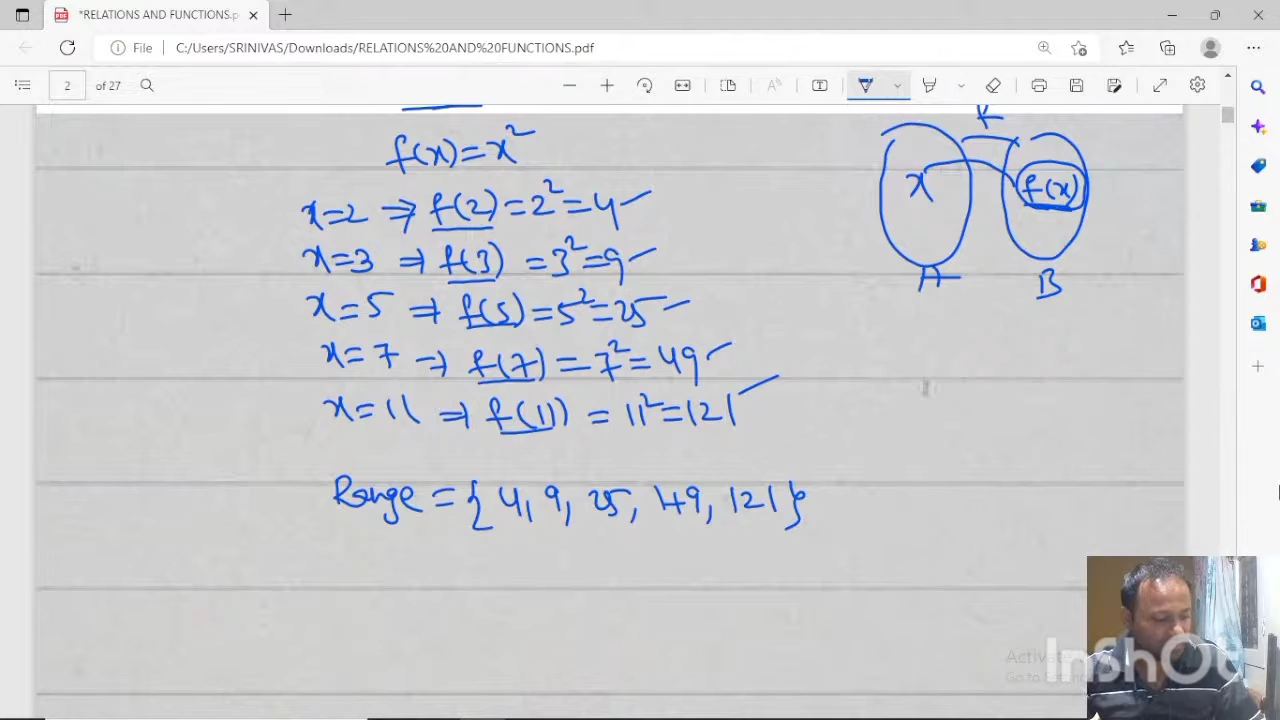 *RELATIONS AND FUNCTIONS.p
File C:/Users/SRINIVAS/Downloads/RELATIONS%20AND%20FUNCTIONS.pdf
2 of 27
f(x)=x²
x=2 ⇒ f(2)=2²=4
x=3 ⇒ f(3) =3²=9
x=5 ⇒ f(5)=5²=25
x=7 → f(7)=7²=49
x=11 ⇒ f(11) = 11²=121
Range = {4, 9, 25, 49, 121}
x f(x)
A B
InShOt